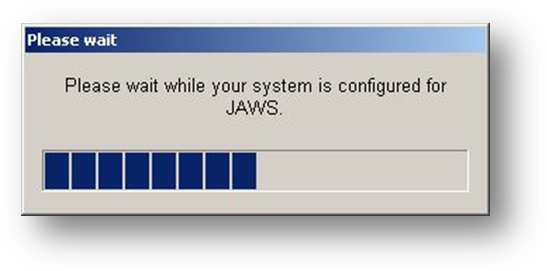 Please wait
Please wait while your system is configured for
JAWS.